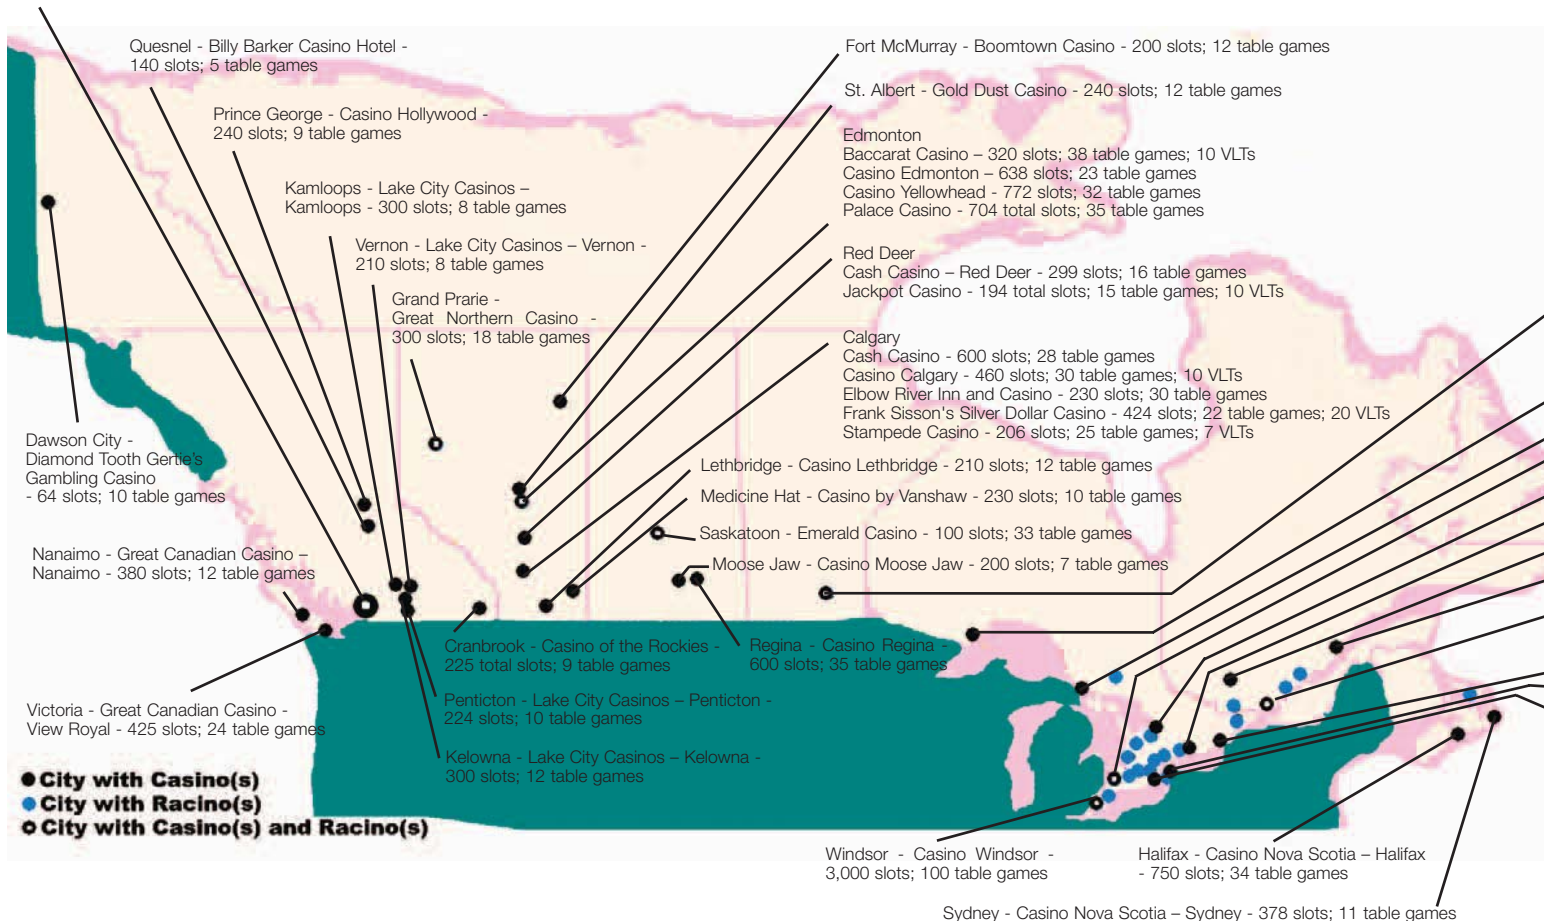 Quesnel - Billy Barker Casino Hotel -
140 slots; 5 table games
Prince George - Casino Hollywood -
240 slots; 9 table games
Kamloops - Lake City Casinos –
Kamloops - 300 slots; 8 table games
Vernon - Lake City Casinos – Vernon -
210 slots; 8 table games
Grand Prarie -
Great Northern Casino -
300 slots; 18 table games
Fort McMurray - Boomtown Casino - 200 slots; 12 table games
St. Albert - Gold Dust Casino - 240 slots; 12 table games
Edmonton
Baccarat Casino – 320 slots; 38 table games; 10 VLTs
Casino Edmonton – 638 slots; 23 table games
Casino Yellowhead - 772 slots; 32 table games
Palace Casino - 704 total slots; 35 table games
Red Deer
Cash Casino – Red Deer - 299 slots; 16 table games
Jackpot Casino - 194 total slots; 15 table games; 10 VLTs
Calgary
Cash Casino - 600 slots; 28 table games
Casino Calgary - 460 slots; 30 table games; 10 VLTs
Elbow River Inn and Casino - 230 slots; 30 table games
Frank Sisson's Silver Dollar Casino - 424 slots; 22 table games; 20 VLTs
Stampede Casino - 206 slots; 25 table games; 7 VLTs
Lethbridge - Casino Lethbridge - 210 slots; 12 table games
Medicine Hat - Casino by Vanshaw - 230 slots; 10 table games
Saskatoon - Emerald Casino - 100 slots; 33 table games
Moose Jaw - Casino Moose Jaw - 200 slots; 7 table games
Dawson City -
Diamond Tooth Gertie's
Gambling Casino
- 64 slots; 10 table games
Nanaimo - Great Canadian Casino –
Nanaimo - 380 slots; 12 table games
Cranbrook - Casino of the Rockies -
225 total slots; 9 table games
Regina - Casino Regina -
600 slots; 35 table games
Penticton - Lake City Casinos – Penticton -
224 slots; 10 table games
Victoria - Great Canadian Casino -
View Royal - 425 slots; 24 table games
Kelowna - Lake City Casinos – Kelowna -
300 slots; 12 table games
City with Casino(s)
City with Racino(s)
City with Casino(s) and Racino(s)
Windsor - Casino Windsor -
3,000 slots; 100 table games
Halifax - Casino Nova Scotia – Halifax
- 750 slots; 34 table games
Sydney - Casino Nova Scotia – Sydney - 378 slots; 11 table games